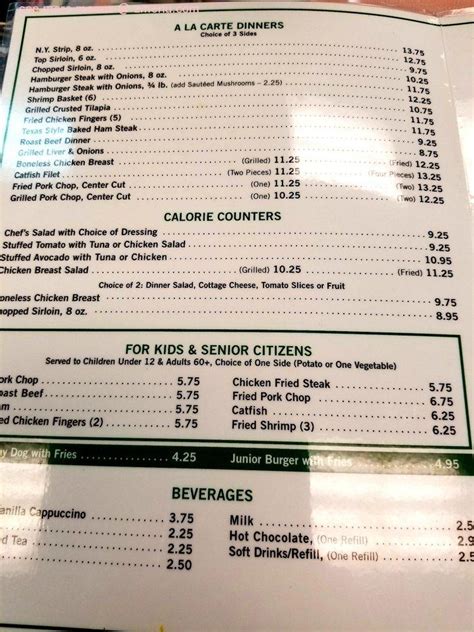 A LA CARTE DINNERS
Choice of 3 Sides
N.Y. Strip, 8 oz. 13.75
Top Sirloin, 6 oz. 12.75
Chopped Sirloin, 8 oz. 9.75
Hamburger Steak with Onions, 8 oz. 10.25
Hamburger Steak with Onions, ¾ lb. (add Sautéed Mushrooms - 2.25) 11.75
Shrimp Basket (6) 12.25
Grilled Crusted Tilapia 11.75
Fried Chicken Fingers (5) 11.75
Texas Style Baked Ham Steak 11.25
Roast Beef Dinner 9.25
Grilled Liver & Onions 8.75
Boneless Chicken Breast (Grilled) 11.25 (Fried) 12.25
Catfish Filet (Two Pieces) 11.25 (Four Pieces) 13.25
Fried Pork Chop, Center Cut (One) 11.25 (Two) 13.25
Grilled Pork Chop, Center Cut (One) 10.25 (Two) 12.25
CALORIE COUNTERS
Chef's Salad with Choice of Dressing 9.25
Stuffed Tomato with Tuna or Chicken Salad 9.25
Stuffed Avocado with Tuna or Chicken 10.95
Chicken Breast Salad (Grilled) 10.25 (Fried) 11.25
Choice of 2: Dinner Salad, Cottage Cheese, Tomato Slices or Fruit
oneless Chicken Breast 9.75
opped Sirloin, 8 oz. 8.95
FOR KIDS & SENIOR CITIZENS
Served to Children Under 12 & Adults 60+, Choice of One Side (Potato or One Vegetable)
ork Chop 5.75
oast Beef 5.75
am 5.75
ed Chicken Fingers (2) 5.75
Chicken Fried Steak 5.75
Fried Pork Chop 6.75
Catfish 6.25
Fried Shrimp (3) 6.25
y Dog with Fries 4.25 Junior Burger with Fries 4.95
BEVERAGES
anilla Cappuccino 3.75
2.25
d Tea 2.25
2.50
Milk 2.5
Hot Chocolate, (One Refill) 2.9
Soft Drinks/Refill, (One Refill) 2.5